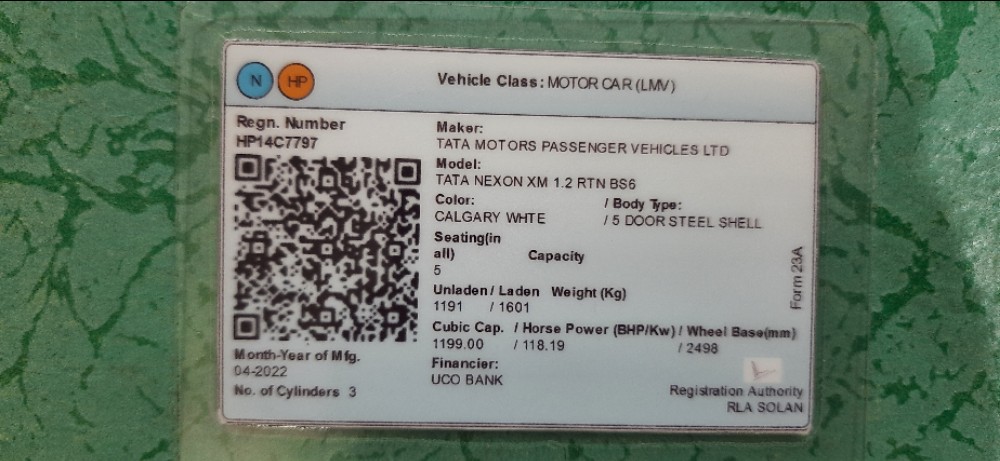 N HP Vehicle Class: MOTOR CAR (LMV)
Regn. Number
HP14C7797
Maker:
TATA MOTORS PASSENGER VEHICLES LTD
Model:
TATA NEXON XM 1.2 RTN BS6
Color: / Body Type:
CALGARY WHTE / 5 DOOR STEEL SHELL
Seating(in
all) Capacity
5
Unladen / Laden Weight (Kg)
1191 / 1601
Cubic Cap. / Horse Power (BHP/Kw) / Wheel Base(mm)
1199.00 / 118.19 / 2498
Financier:
UCO BANK
Month-Year of Mfg.
04-2022
No. of Cylinders 3
Form 23A
Registration Authority
RLA SOLAN